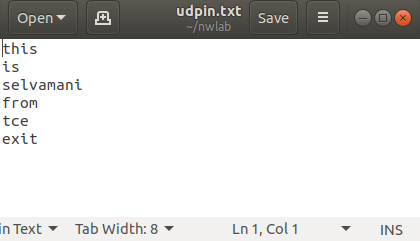 Open udpin.txt Save
~/nwlab
this
is
selvamani
from
tce
exit
in Text Tab Width: 8 Ln 1, Col 1 INS